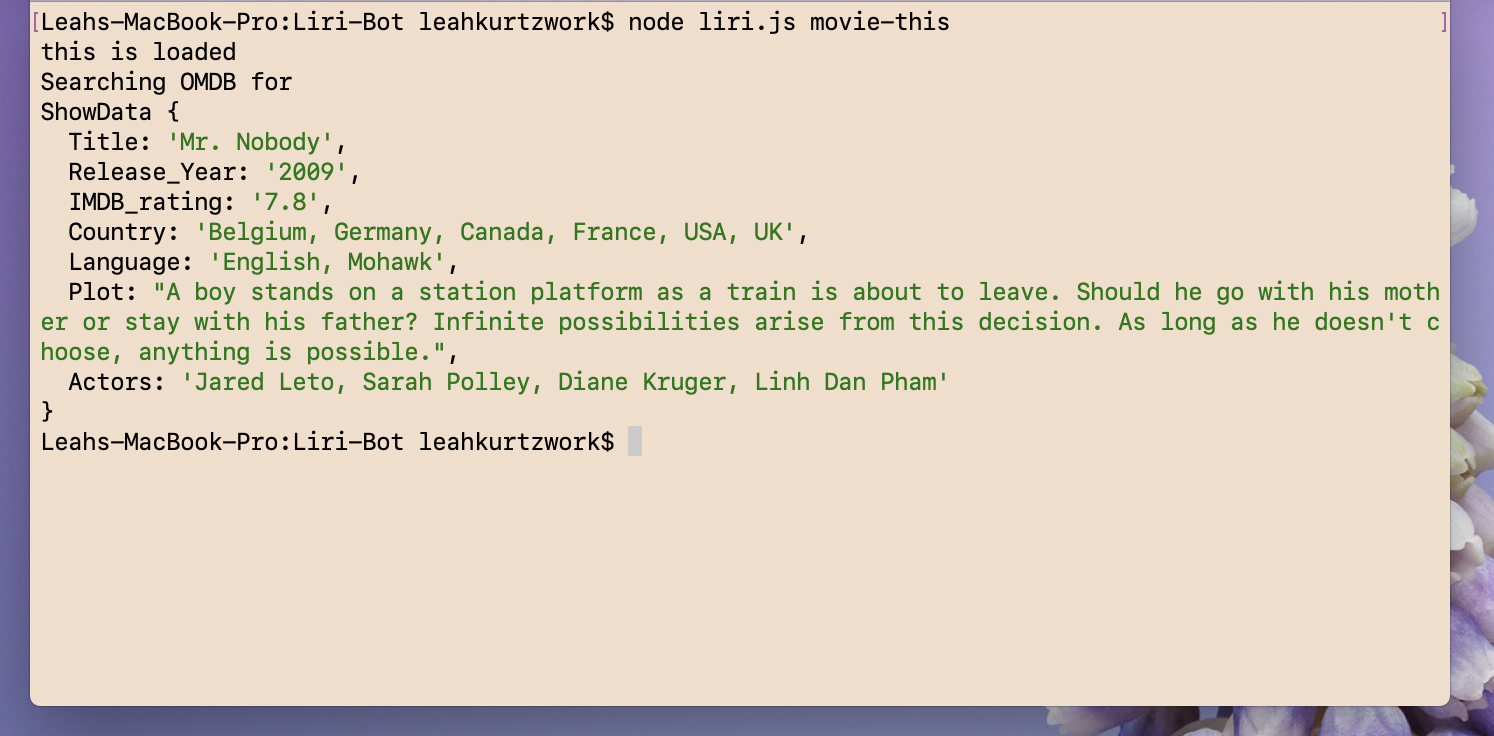 [Leahs-MacBook-Pro:Liri-Bot leahkurtzwork$ node liri.js movie-this ]
this is loaded
Searching OMDB for
ShowData {
  Title: 'Mr. Nobody',
  Release_Year: '2009',
  IMDB_rating: '7.8',
  Country: 'Belgium, Germany, Canada, France, USA, UK',
  Language: 'English, Mohawk',
  Plot: "A boy stands on a station platform as a train is about to leave. Should he go with his moth
er or stay with his father? Infinite possibilities arise from this decision. As long as he doesn't c
hoose, anything is possible.",
  Actors: 'Jared Leto, Sarah Polley, Diane Kruger, Linh Dan Pham'
}
Leahs-MacBook-Pro:Liri-Bot leahkurtzwork$